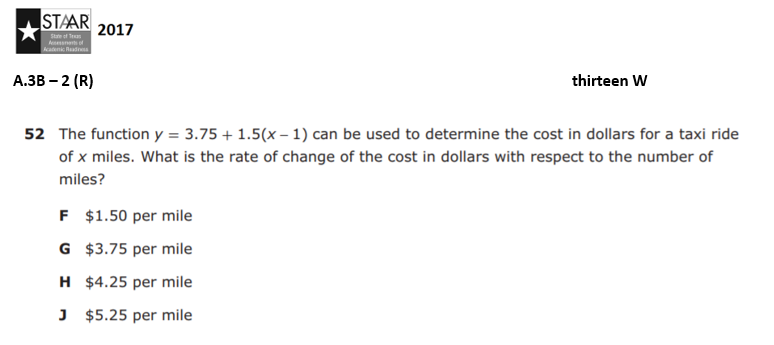 STAAR
State of Texas
Assessments of
Academic Readiness
2017
A.3B – 2 (R)
thirteen W
52 The function y = 3.75 + 1.5(x – 1) can be used to determine the cost in dollars for a taxi ride
of x miles. What is the rate of change of the cost in dollars with respect to the number of
miles?
F $1.50 per mile
G $3.75 per mile
H $4.25 per mile
J $5.25 per mile